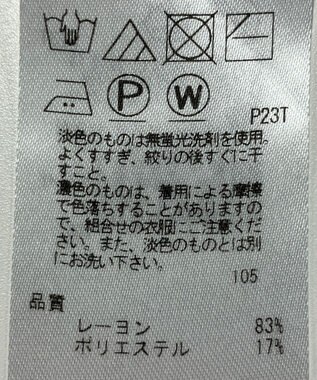 P
W
P23T
淡色のものは無蛍光洗剤を使用。
よくすすぎ、絞りの後すぐに干
すこと。
濃色のものは、着用による摩擦
で色落ちすることがありますの
で、組合せの衣服にご注意くだ
さい。また、淡色のものとは別
にお洗い下さい。
105
品質
レーヨン 83%
ポリエステル 17%